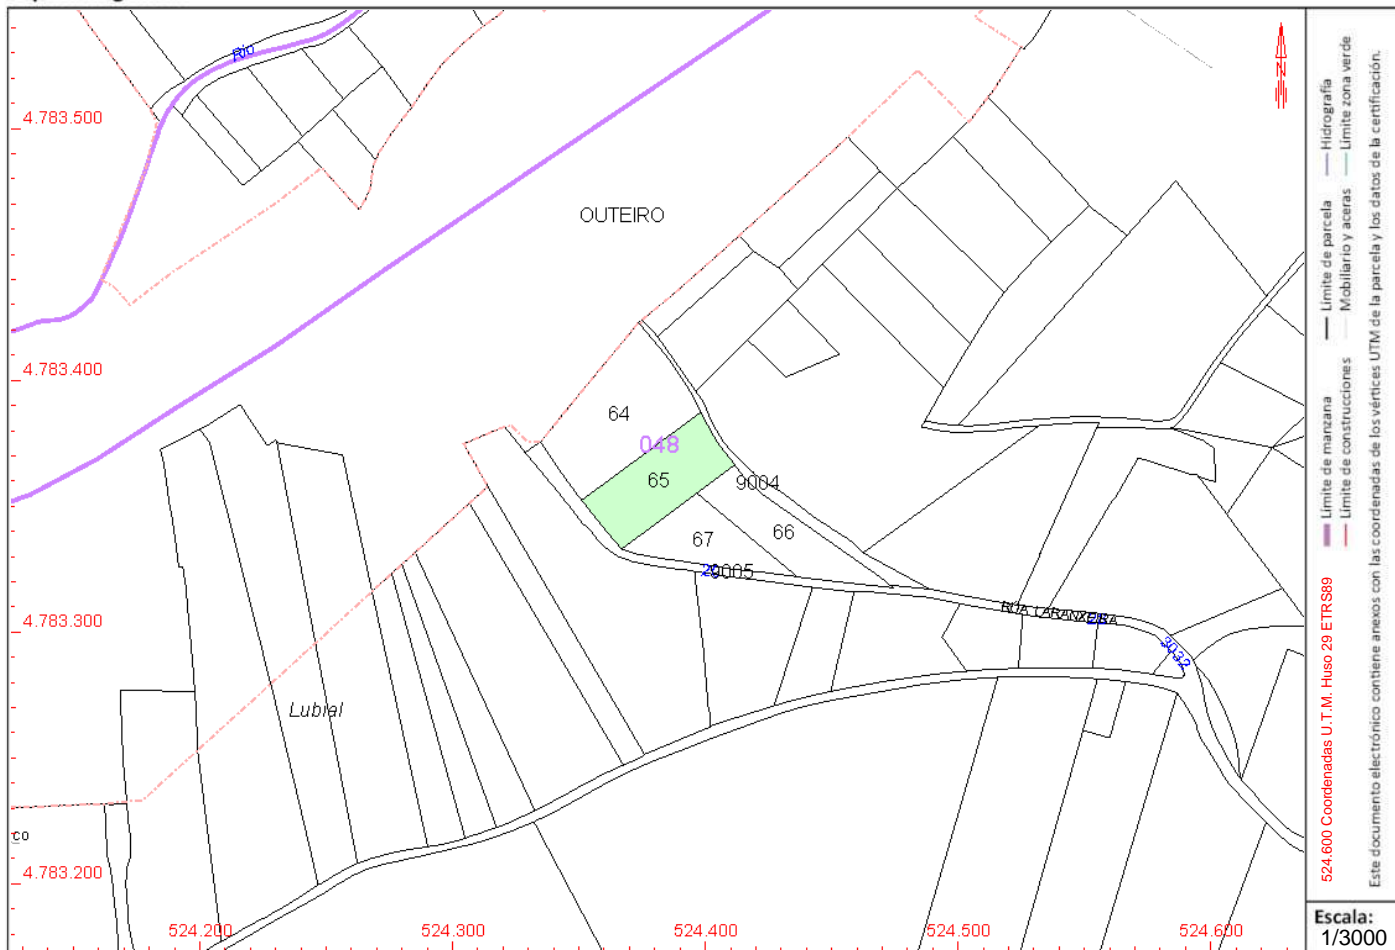 Río
4.783.500
OUTEIRO
4.783.400
64
048
65
9004
67
66
9005
4.783.300
RÚA LARANXEIRA
3032
Lubial
co
4.783.200
524.200
524.300
524.400
524.500
524.600
N
Hidrografía
Límite zona verde
Límite de parcela
Mobiliario y aceras
Límite de manzana
Límite de construcciones
524.600 Coordenadas U.T.M. Huso 29 ETRS89
Este documento electrónico contiene anexos con las coordenadas de los vértices UTM de la parcela y los datos de la certificación.
Escala:
1/3000